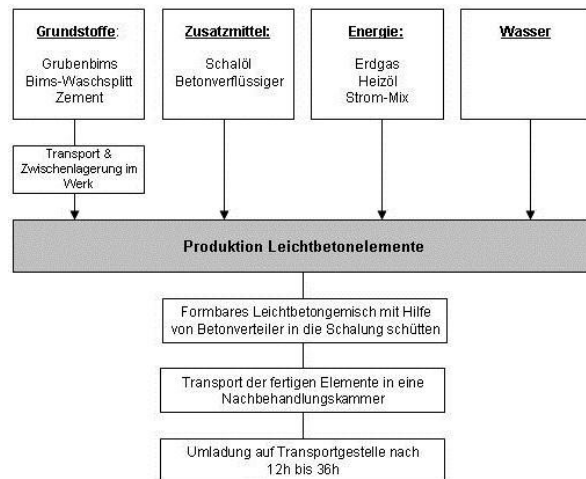 Grundstoffe:
Grubenbims
Bims-Waschsplitt
Zement
Zusatzmittel:
Schalöl
Betonverflüssiger
Energie:
Erdgas
Heizöl
Strom-Mix
Wasser
Transport &
Zwischenlagerung im
Werk
Produktion Leichtbetonelemente
Formbares Leichtbetongemisch mit Hilfe
von Betonverteiler in die Schalung schütten
Transport der fertigen Elemente in eine
Nachbehandlungskammer
Umladung auf Transportgestelle nach
12h bis 36h